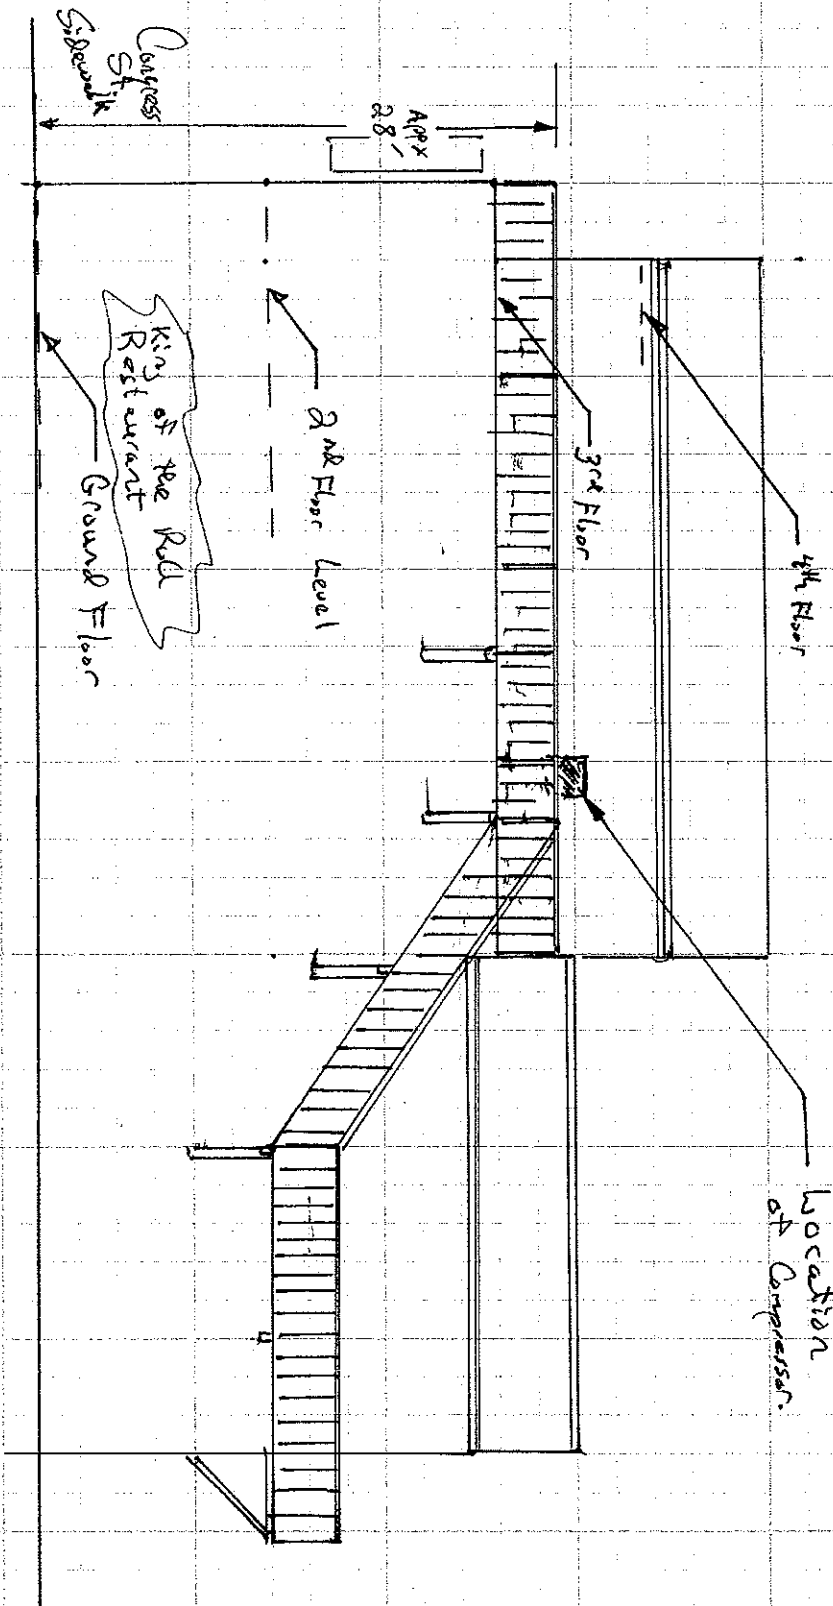 Location
of Compressor.
4th Floor
3rd Floor
Appx
28'
2nd Floor Level
King of the Roll
Restaurant
Ground Floor
Congress
St
Sidewalk